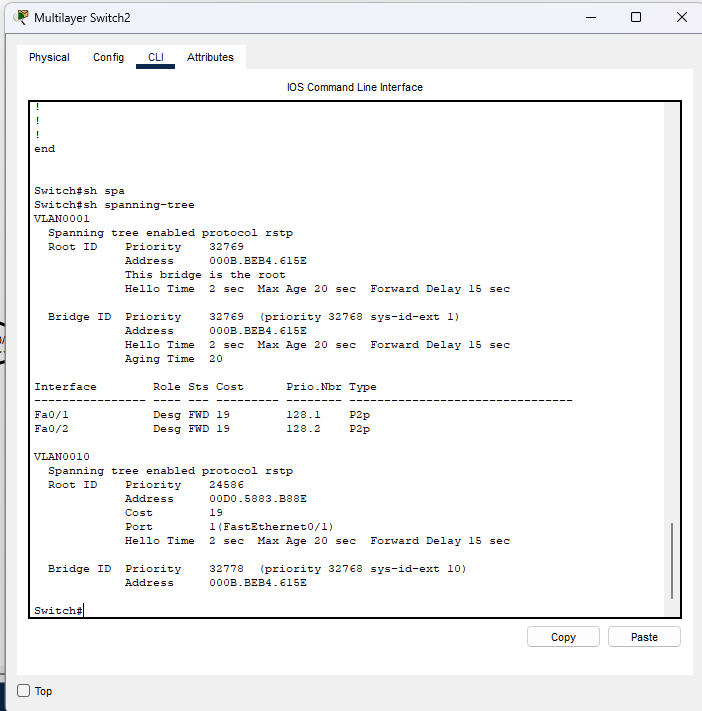 Multilayer Switch2
Physical Config CLI Attributes
IOS Command Line Interface
!
!
!
end
Switch#sh spa
Switch#sh spanning-tree
VLAN0001
  Spanning tree enabled protocol rstp
  Root ID    Priority    32769
             Address     000B.BEB4.615E
             This bridge is the root
             Hello Time  2 sec  Max Age 20 sec  Forward Delay 15 sec
  Bridge ID  Priority    32769  (priority 32768 sys-id-ext 1)
             Address     000B.BEB4.615E
             Hello Time  2 sec  Max Age 20 sec  Forward Delay 15 sec
             Aging Time  20
Interface        Role Sts Cost      Prio.Nbr Type
---------------- ---- --- --------- -------- --------------------------------
Fa0/1            Desg FWD 19        128.1    P2p
Fa0/2            Desg FWD 19        128.2    P2p
VLAN0010
  Spanning tree enabled protocol rstp
  Root ID    Priority    24586
             Address     00D0.5883.B88E
             Cost        19
             Port        1(FastEthernet0/1)
             Hello Time  2 sec  Max Age 20 sec  Forward Delay 15 sec
  Bridge ID  Priority    32778  (priority 32768 sys-id-ext 10)
             Address     000B.BEB4.615E
Switch#
Copy Paste
Top